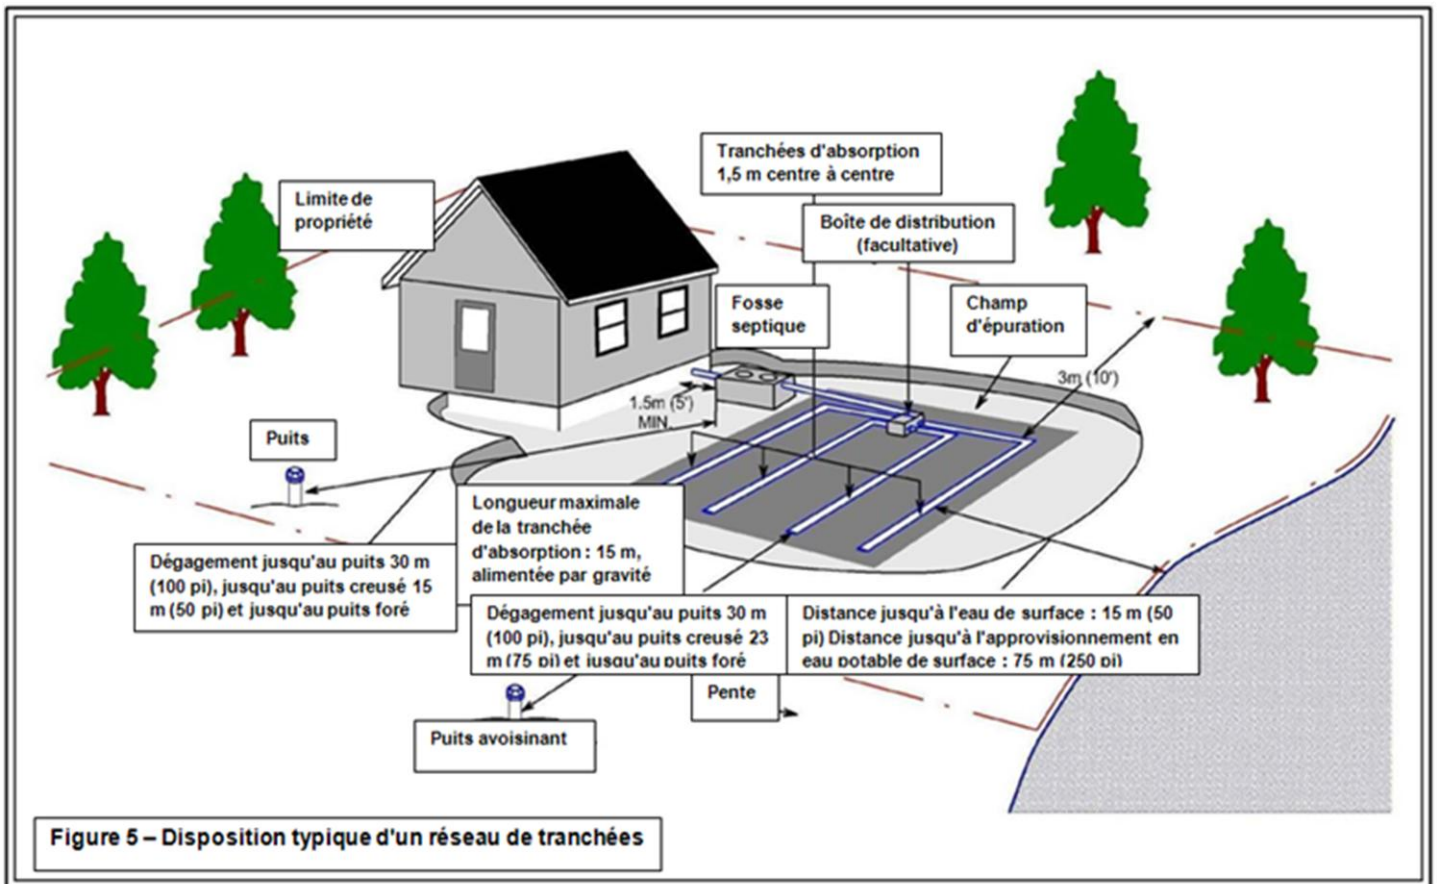 Tranchées d'absorption
1,5 m centre à centre
Limite de
propriété
Boîte de distribution
(facultative)
Fosse
septique
Champ
d'épuration
3m (10')
1.5m (5')
MIN.
Puits
Longueur maximale
de la tranchée
d'absorption : 15 m,
alimentée par gravité
Dégagement jusqu'au puits 30 m
(100 pi), jusqu'au puits creusé 15
m (50 pi) et jusqu'au puits foré
Dégagement jusqu'au puits 30 m
(100 pi), jusqu'au puits creusé 23
m (75 pi) et jusqu'au puits foré
Distance jusqu'à l'eau de surface : 15 m (50
pi) Distance jusqu'à l'approvisionnement en
eau potable de surface : 75 m (250 pi)
Pente
Puits avoisinant
Figure 5 – Disposition typique d'un réseau de tranchées